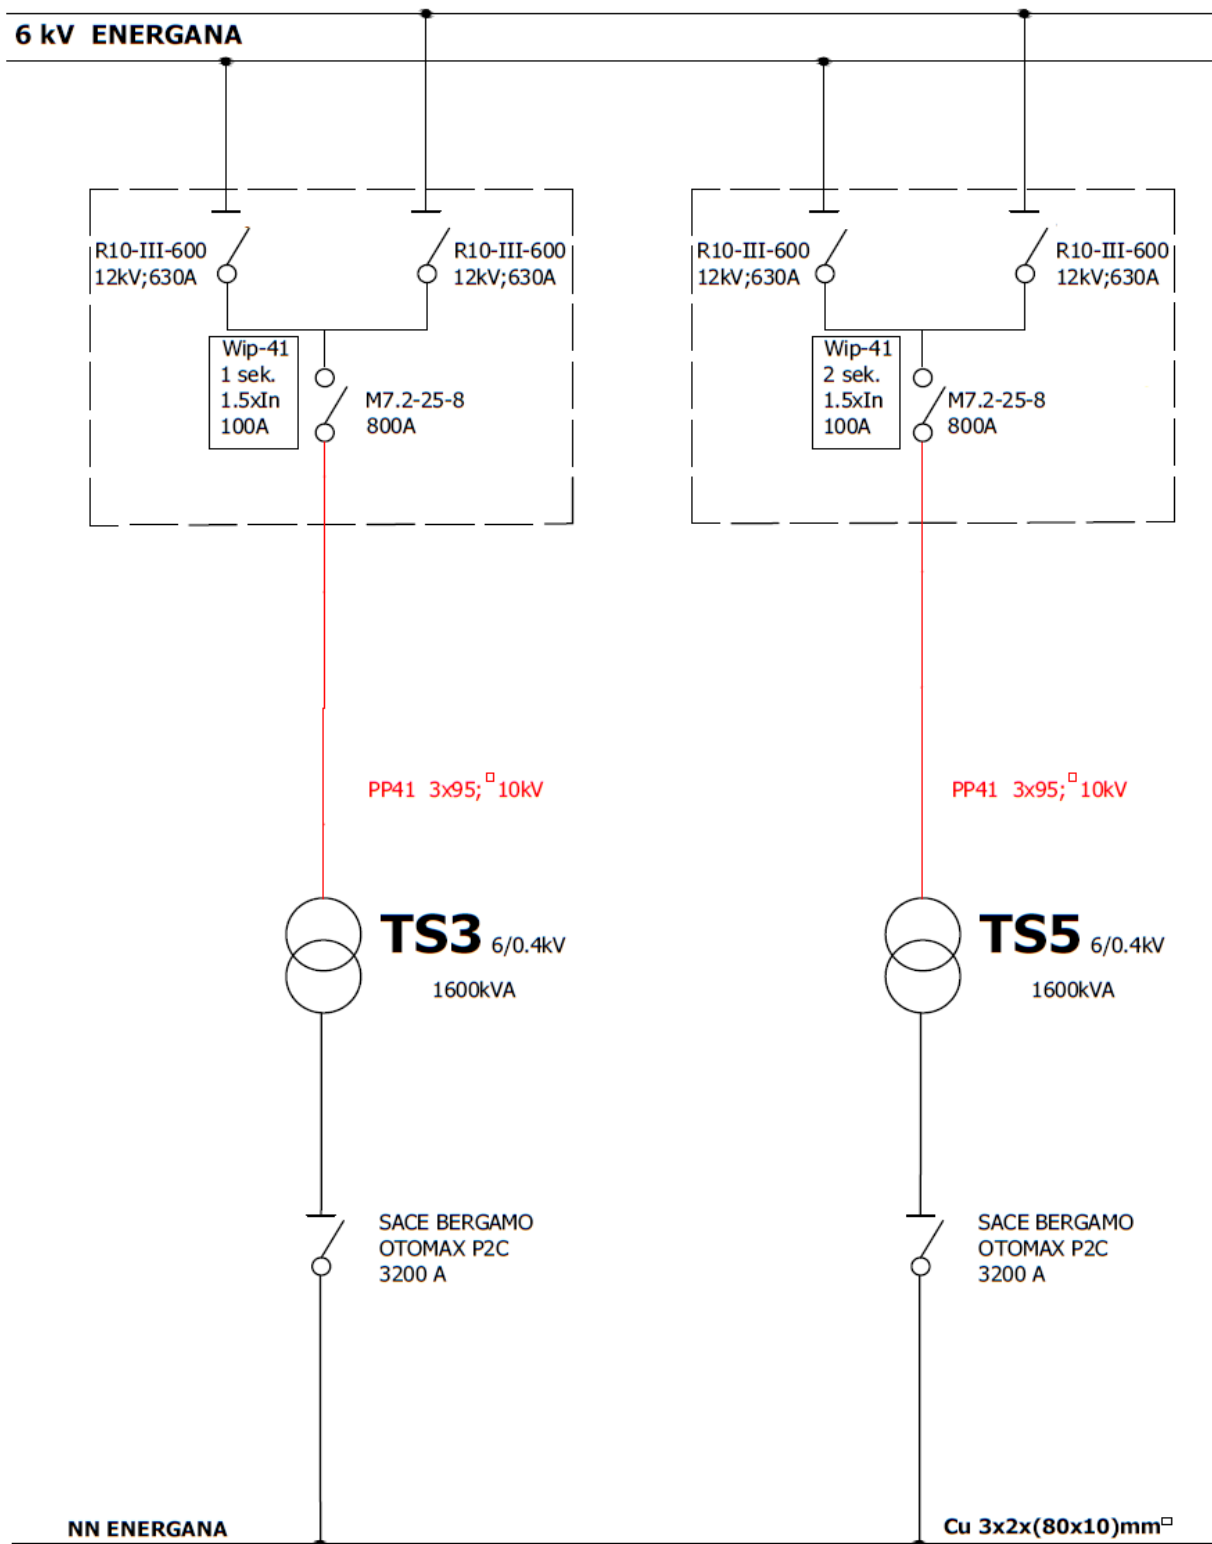 6 kV ENERGANA
R10-III-600
12kV;630A
R10-III-600
12kV;630A
Wip-41
1 sek.
1.5xIn
100A
M7.2-25-8
800A
R10-III-600
12kV;630A
R10-III-600
12kV;630A
Wip-41
2 sek.
1.5xIn
100A
M7.2-25-8
800A
PP41 3x95;□10kV
PP41 3x95;□10kV
TS3 6/0.4kV
1600kVA
TS5 6/0.4kV
1600kVA
SACE BERGAMO
OTOMAX P2C
3200 A
SACE BERGAMO
OTOMAX P2C
3200 A
NN ENERGANA
Cu 3x2x(80x10)mm□